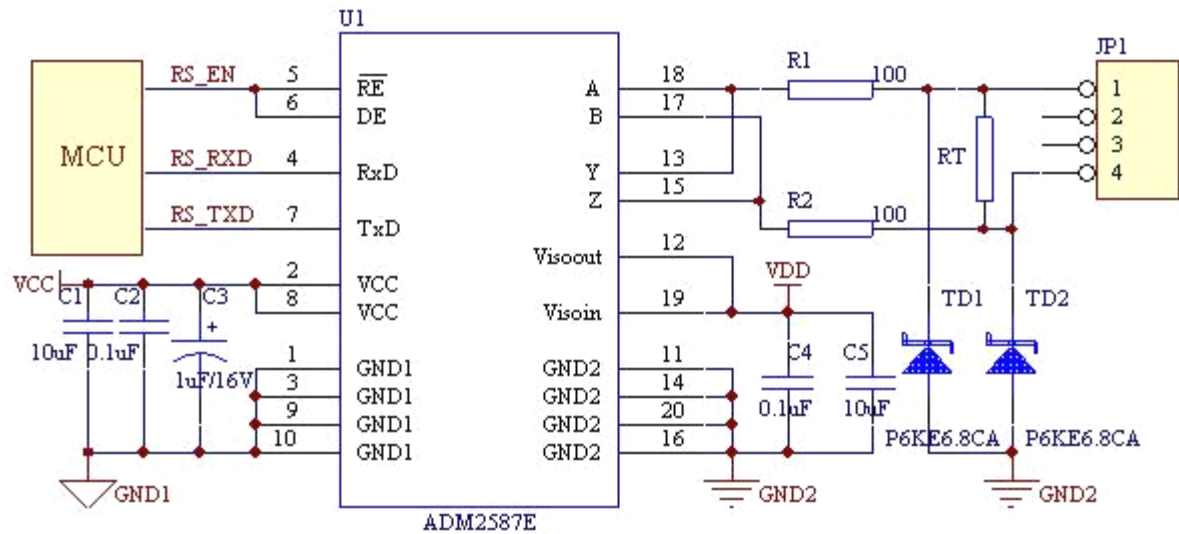 U1
JP1
MCU
RS_EN
RS_RXD
RS_TXD
5
6
4
7
2
8
1
3
9
10
RE
DE
RxD
TxD
VCC
VCC
GND1
GND1
GND1
GND1
A
B
Y
Z
Visoout
Visoin
GND2
GND2
GND2
GND2
18
17
13
15
12
19
11
14
20
16
R1
100
R2
100
RT
1
2
3
4
VCC
C1
C2
C3
+
10uF
0.1uF
1uF/16V
GND1
VDD
C4
C5
0.1uF
10uF
TD1
TD2
P6KE6.8CA
P6KE6.8CA
GND2
GND2
ADM2587E